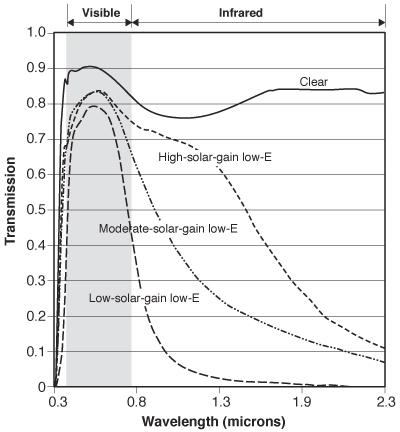 Visible Infrared
1.0
0.9
0.8
0.7
0.6
0.5
0.4
0.3
0.2
0.1
0
Transmission
Clear
High-solar-gain low-E
Moderate-solar-gain low-E
Low-solar-gain low-E
0.3 0.8 1.3 1.9 2.3
Wavelength (microns)